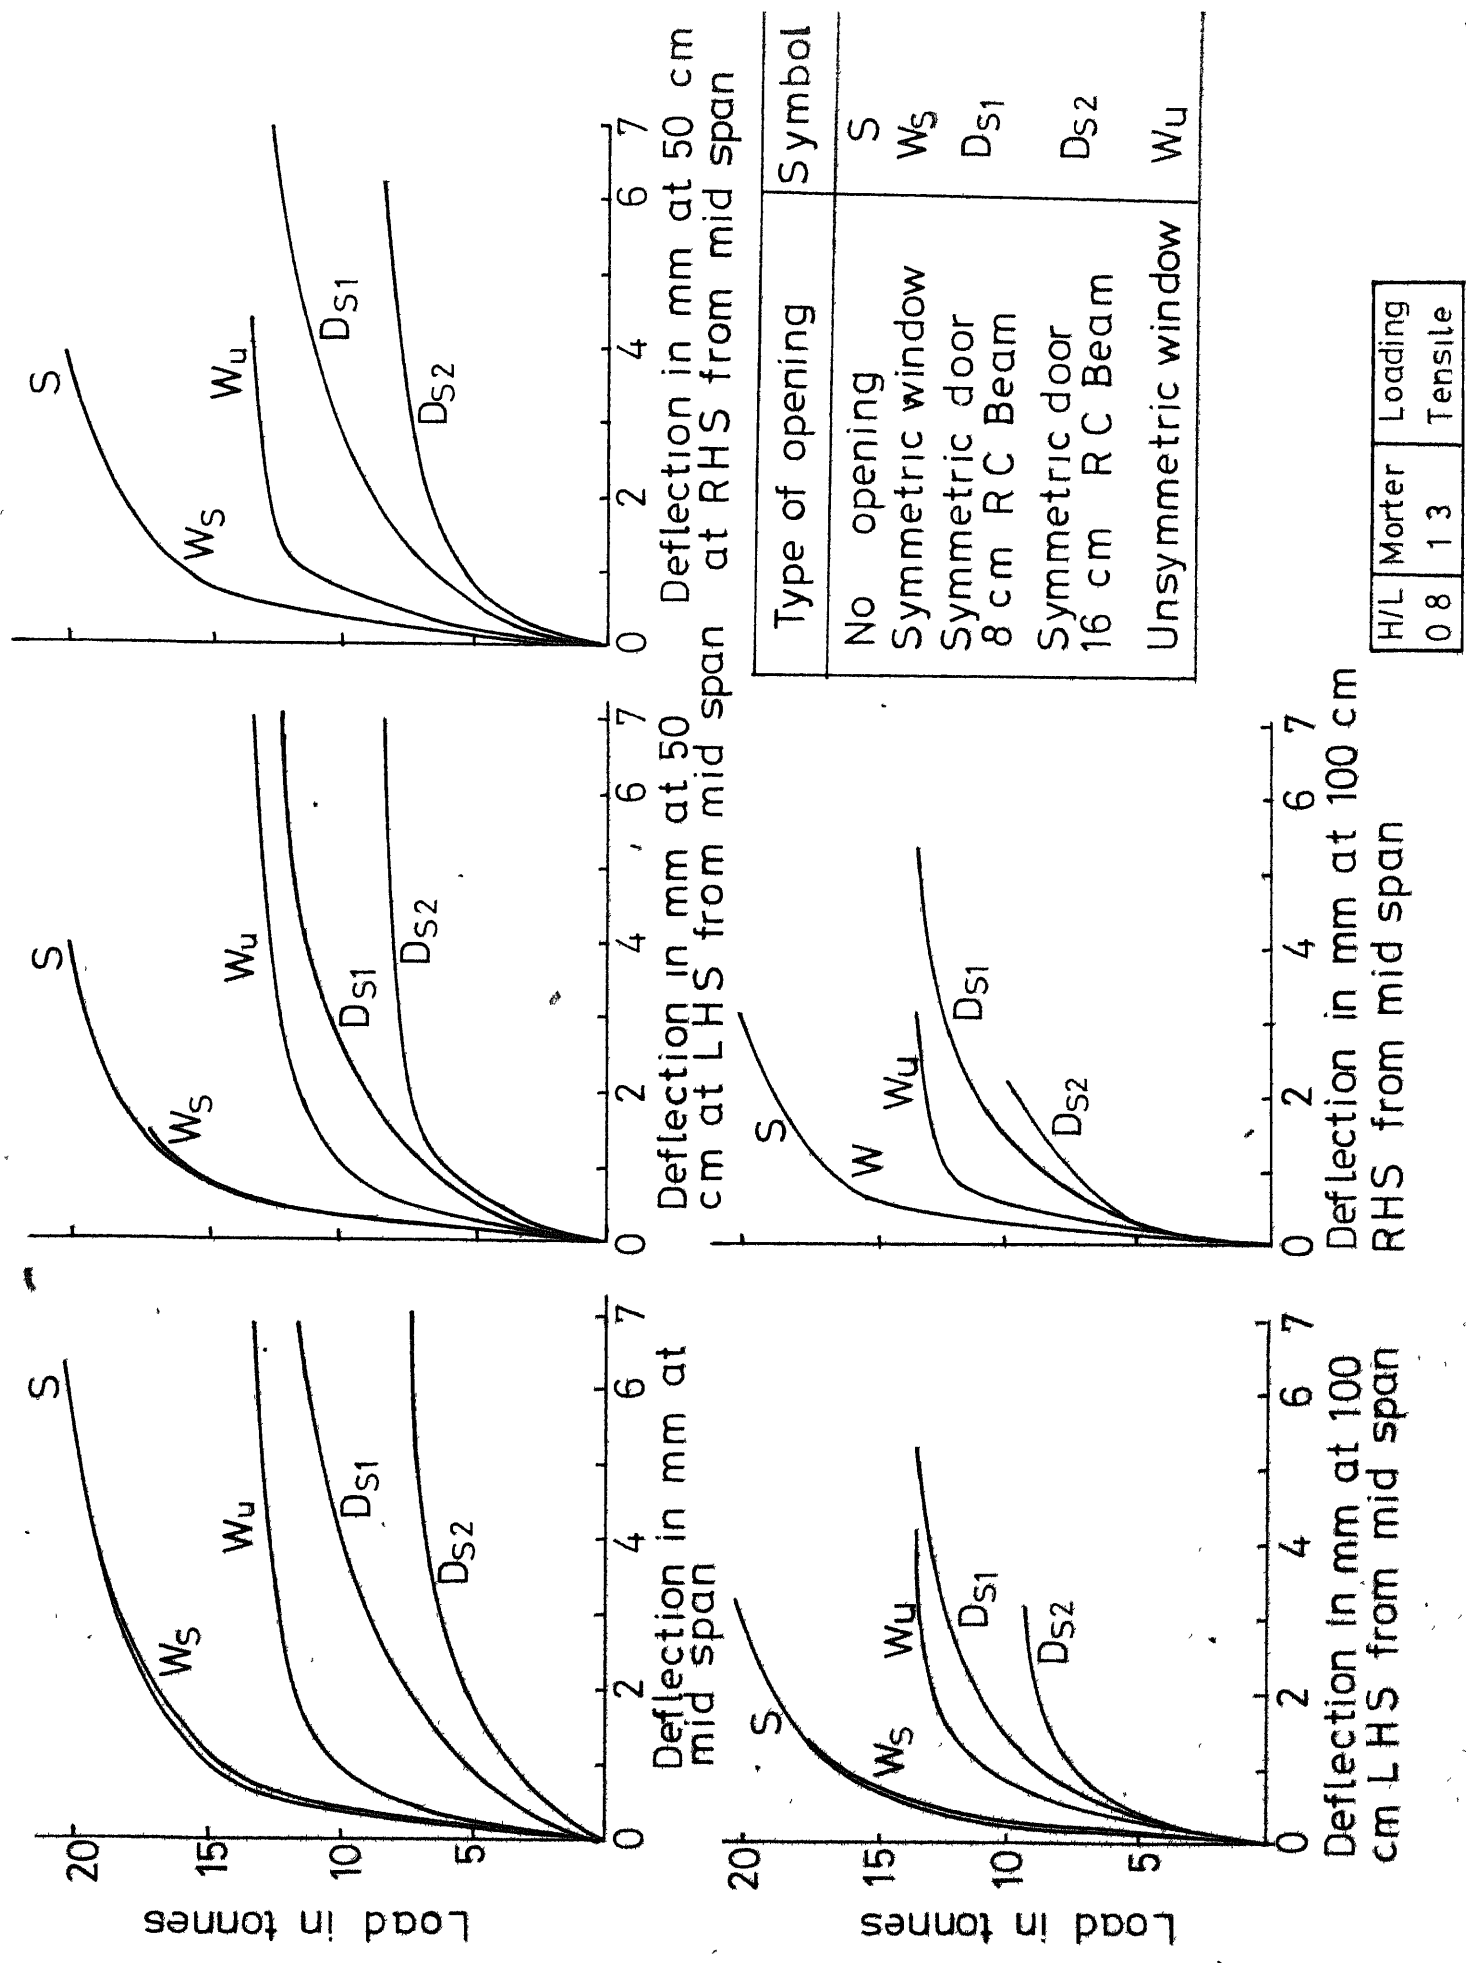 Load in tonnes
20
15
10
5
S
Ws
Wu
DS1
DS2
0 2 4 6 7
Deflection in mm at
mid span
S
Ws
Wu
DS1
DS2
0 2 4 6 7
Deflection in mm at 50
cm at LHS from mid span
S
Ws
Wu
DS1
DS2
0 2 4 6 7
Deflection in mm at 50 cm
at RHS from mid span
Load in tonnes
20
15
10
5
S
Ws
Wu
DS1
DS2
0 2 4 6 7
Deflection in mm at 100
cm LHS from mid span
S
W
Wu
DS1
DS2
0 2 4 6 7
Deflection in mm at 100 cm
RHS from mid span
Type of opening Symbol
No opening S
Symmetric window Ws
Symmetric door DS1
8 cm RC Beam
Symmetric door DS2
16 cm RC Beam
Unsymmetric window Wu
H/L Morter Loading
0 8 1 3 Tensile